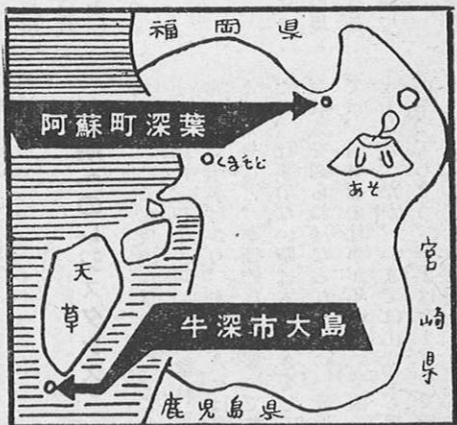 福岡県
阿蘇町深葉
くまもと
あそ
宮崎県
天草
牛深市大島
鹿児島県